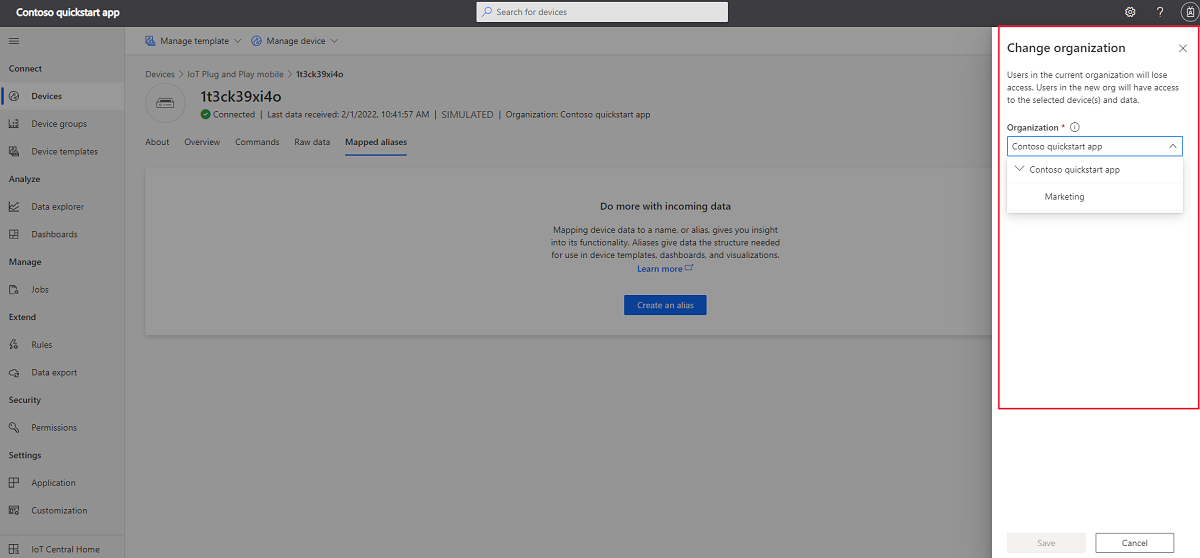 Contoso quickstart app
Search for devices
Connect
Devices
Device groups
Device templates
Analyze
Data explorer
Dashboards
Manage
Jobs
Extend
Rules
Data export
Security
Permissions
Settings
Application
Customization
IoT Central Home
Manage template
Manage device
Devices > IoT Plug and Play mobile > 1t3ck39xi4o
1t3ck39xi4o
Connected | Last data received: 2/1/2022, 10:41:57 AM | SIMULATED | Organization: Contoso quickstart app
About Overview Commands Raw data Mapped aliases
Do more with incoming data
Mapping device data to a name, or alias, gives you insight
into its functionality. Aliases give data the structure needed
for use in device templates, dashboards, and visualizations.
Learn more
Create an alias
Change organization
Users in the current organization will lose
access. Users in the new org will have access
to the selected device(s) and data.
Organization *
Contoso quickstart app
Contoso quickstart app
Marketing
Save
Cancel